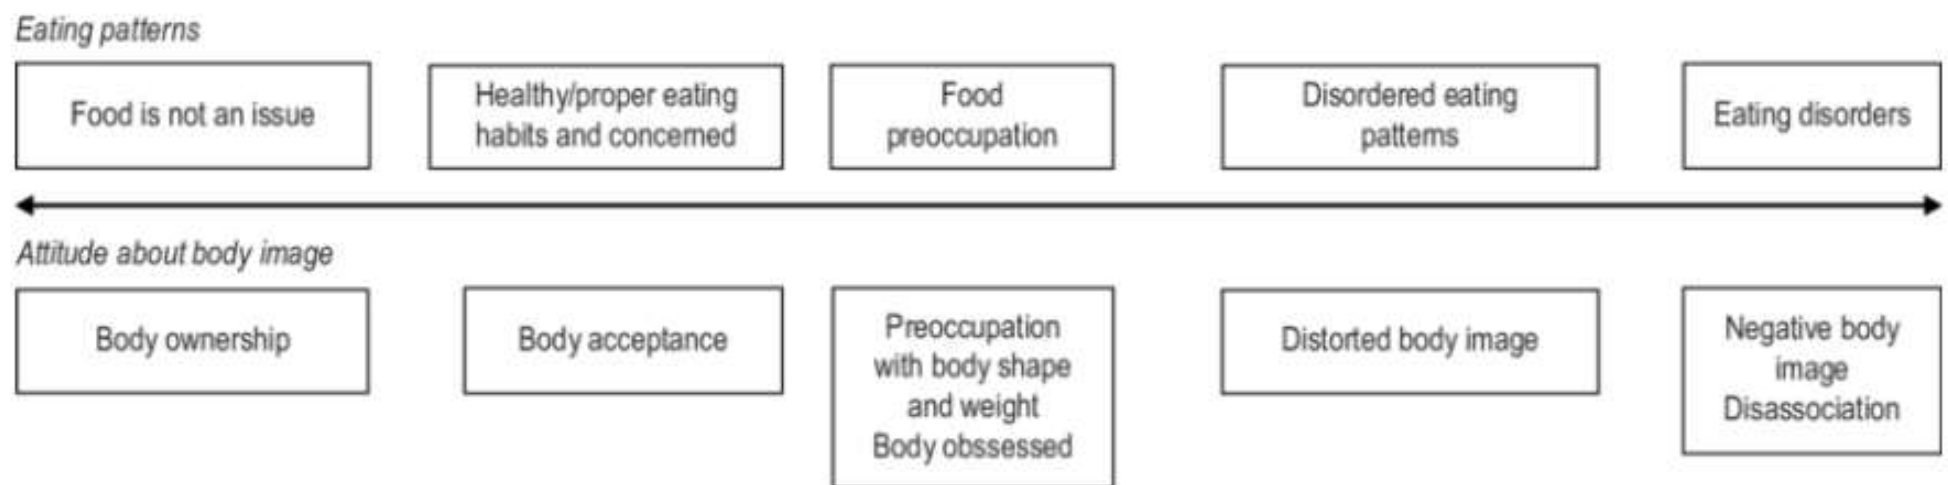 Eating patterns
Food is not an issue
Healthy/proper eating
habits and concerned
Food
preoccupation
Disordered eating
patterns
Eating disorders
Attitude about body image
Body ownership
Body acceptance
Preoccupation
with body shape
and weight
Body obssessed
Distorted body image
Negative body
image
Disassociation